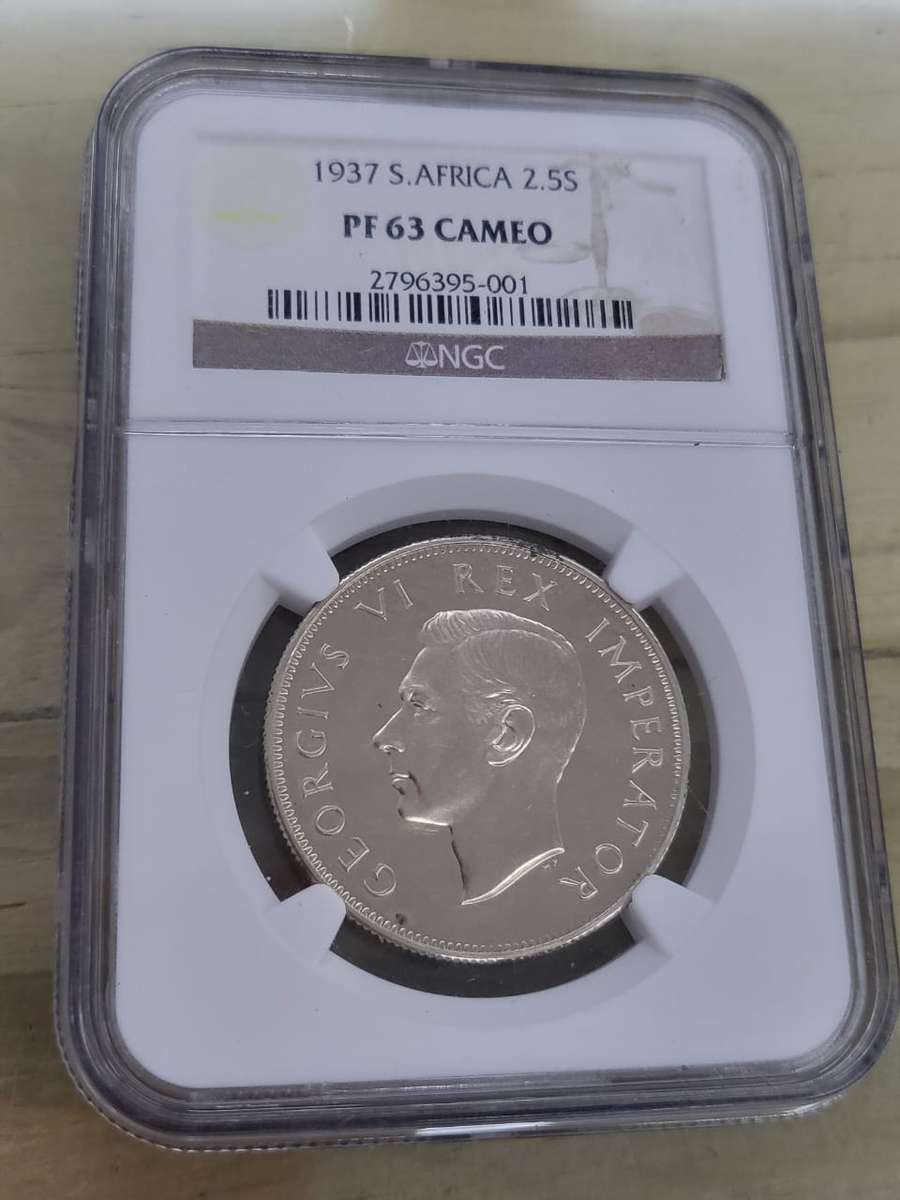 1937 S.AFRICA 2.5S
PF 63 CAMEO
2796395-001
NGC
GEORGIVS VI REX IMPERATOR